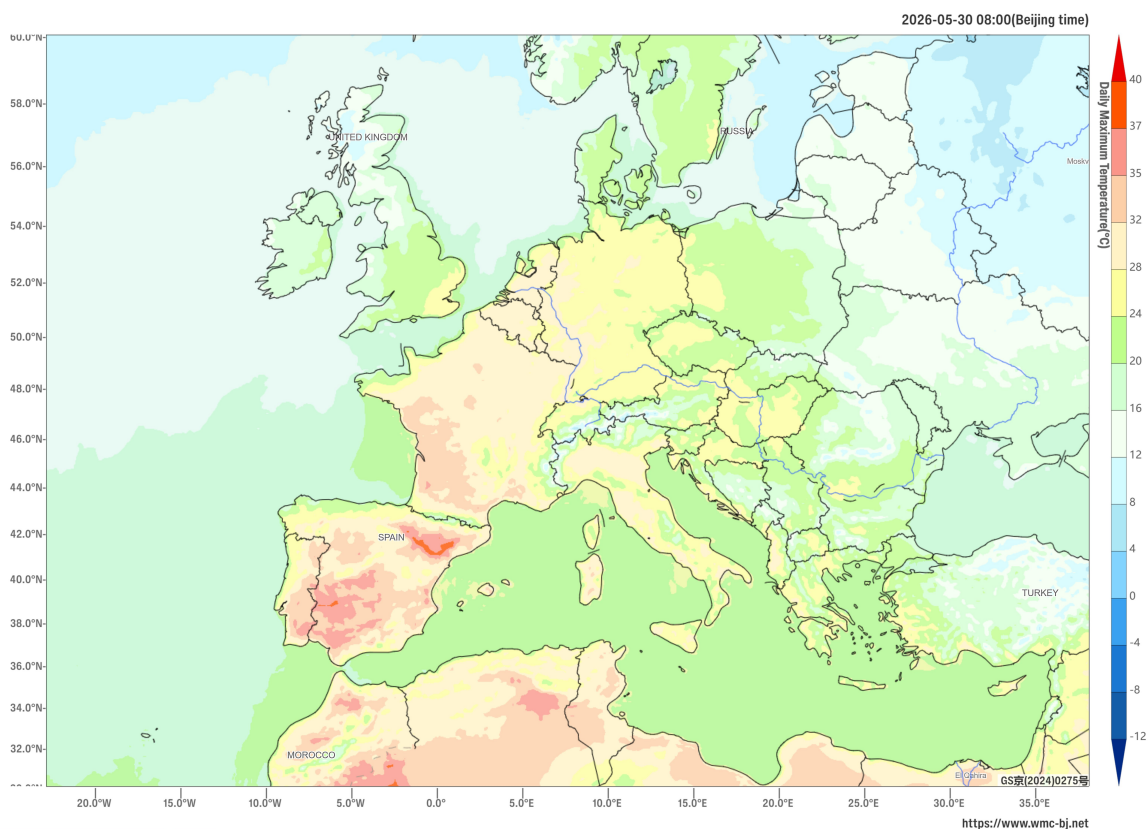 2026-05-30 08:00(Beijing time)
60.0°N
58.0°N
56.0°N
54.0°N
52.0°N
50.0°N
48.0°N
46.0°N
44.0°N
42.0°N
40.0°N
38.0°N
36.0°N
34.0°N
32.0°N
UNITED KINGDOM
RUSSIA
Moskv
SPAIN
TURKEY
MOROCCO
El Qahira
GS京(2024)0275号
20.0°W
15.0°W
10.0°W
5.0°W
0.0°E
5.0°E
10.0°E
15.0°E
20.0°E
25.0°E
30.0°E
35.0°E
Daily Maximum Temperature(°C)
40
37
35
32
28
24
20
16
12
8
4
0
-4
-8
-12
https://www.wmc-bj.net